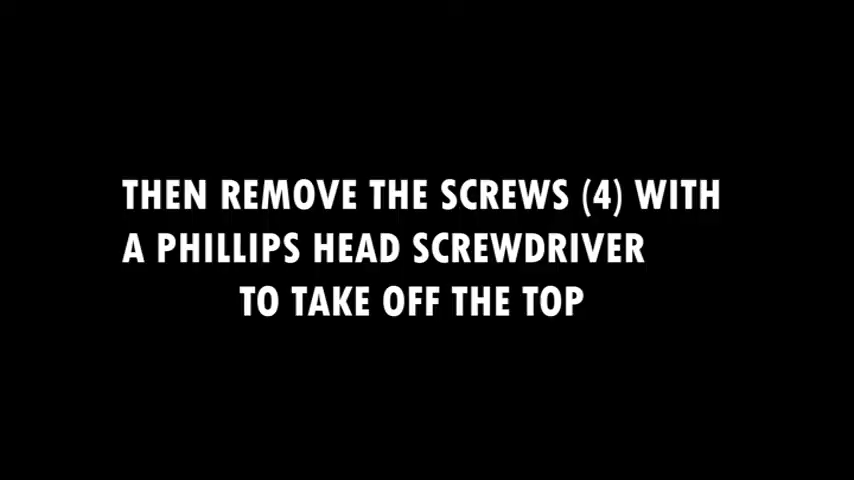 THEN REMOVE THE SCREWS (4) WITH
A PHILLIPS HEAD SCREWDRIVER
TO TAKE OFF THE TOP